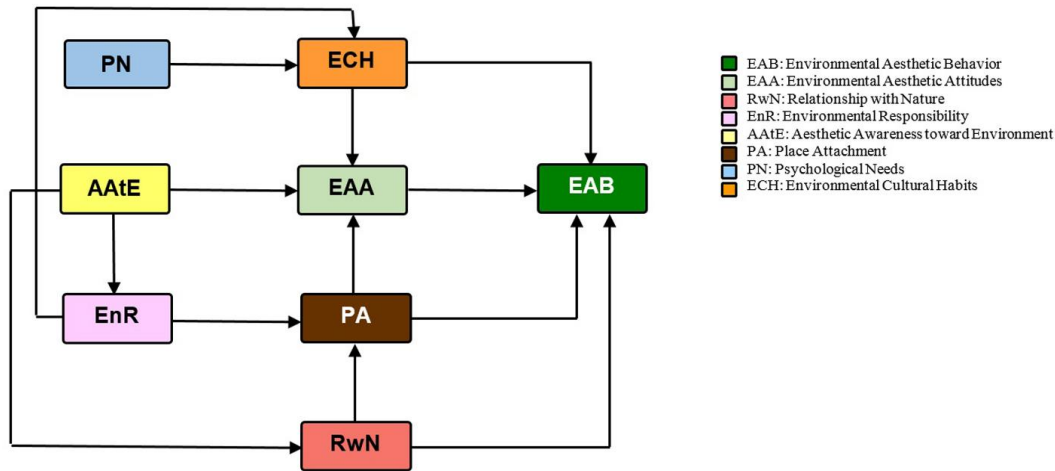 PN
ECH
AAtE
EAA
EAB
EnR
PA
RwN
EAB: Environmental Aesthetic Behavior
EAA: Environmental Aesthetic Attitudes
RwN: Relationship with Nature
EnR: Environmental Responsibility
AAtE: Aesthetic Awareness toward Environment
PA: Place Attachment
PN: Psychological Needs
ECH: Environmental Cultural Habits